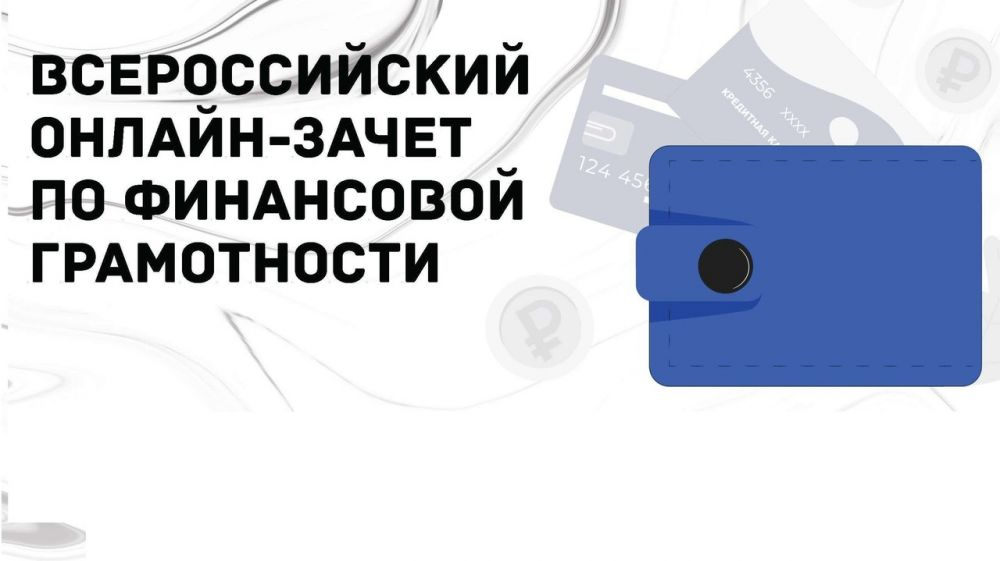 ВСЕРОССИЙСКИЙ
ОНЛАЙН-ЗАЧЕТ
ПО ФИНАНСОВОЙ
ГРАМОТНОСТИ
4356 XXXX
КРЕДИТНАЯ
124 456